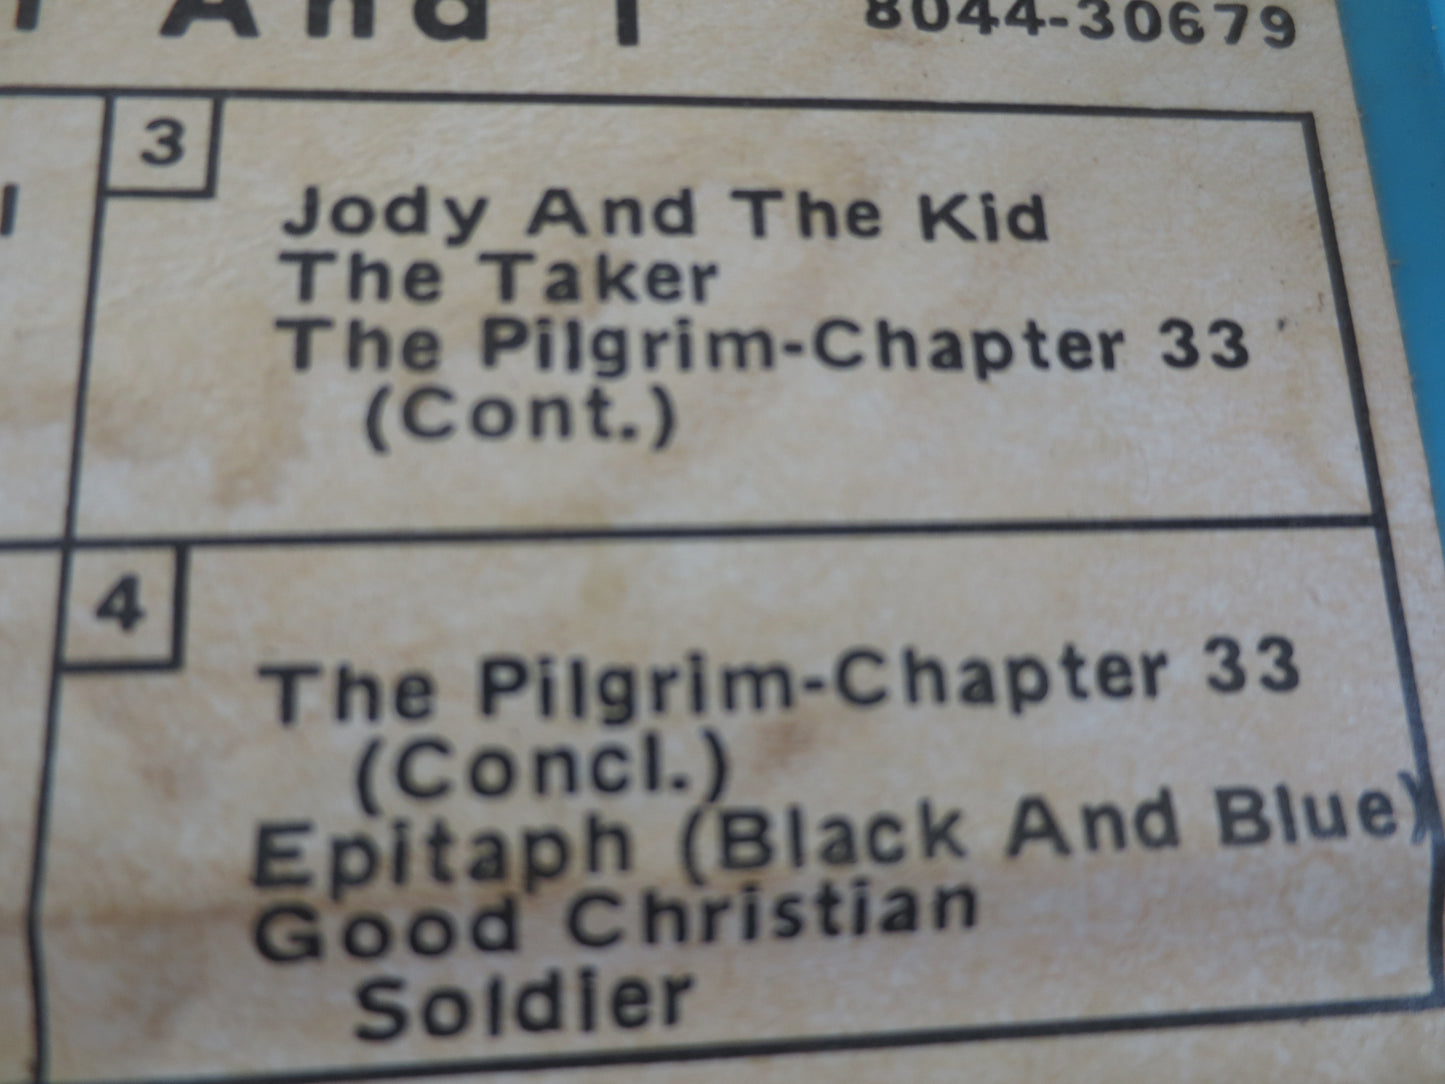 And I
8044-30679
3
Jody And The Kid
The Taker
The Pilgrim-Chapter 33
(Cont.)
4
The Pilgrim-Chapter 33
(Concl.)
Epitaph (Black And Blue)
Good Christian
Soldier